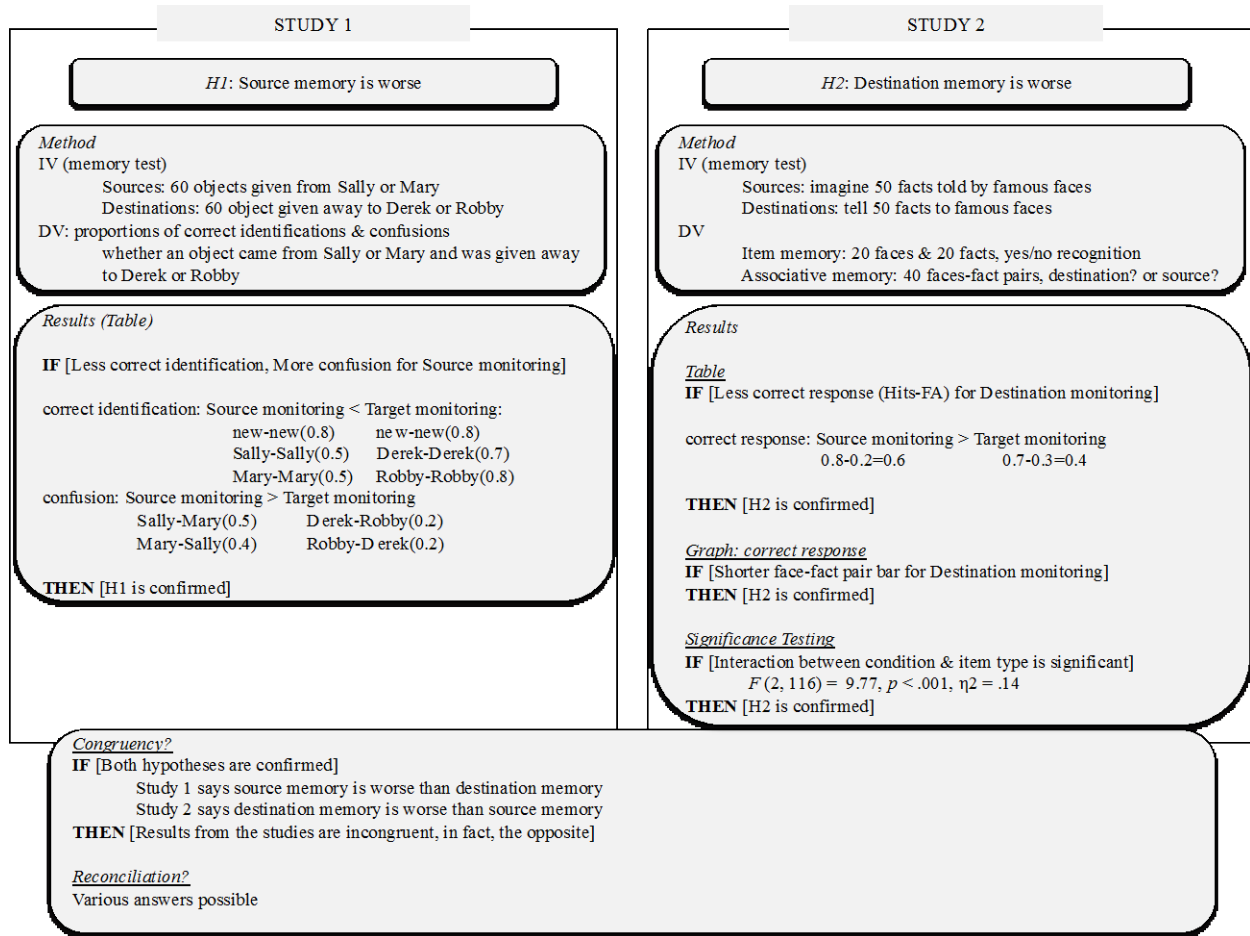 STUDY 1
H1: Source memory is worse
Method
IV (memory test)
Sources: 60 objects given from Sally or Mary
Destinations: 60 object given away to Derek or Robby
DV: proportions of correct identifications & confusions
whether an object came from Sally or Mary and was given away
to Derek or Robby
Results (Table)
IF [Less correct identification, More confusion for Source monitoring]
correct identification: Source monitoring < Target monitoring:
new-new(0.8) new-new(0.8)
Sally-Sally(0.5) Derek-Derek(0.7)
Mary-Mary(0.5) Robby-Robby(0.8)
confusion: Source monitoring > Target monitoring
Sally-Mary(0.5) Derek-Robby(0.2)
Mary-Sally(0.4) Robby-Derek(0.2)
THEN [H1 is confirmed]
STUDY 2
H2: Destination memory is worse
Method
IV (memory test)
Sources: imagine 50 facts told by famous faces
Destinations: tell 50 facts to famous faces
DV
Item memory: 20 faces & 20 facts, yes/no recognition
Associative memory: 40 faces-fact pairs, destination? or source?
Results
Table
IF [Less correct response (Hits-FA) for Destination monitoring]
correct response: Source monitoring > Target monitoring
0.8-0.2=0.6 0.7-0.3=0.4
THEN [H2 is confirmed]
Graph: correct response
IF [Shorter face-fact pair bar for Destination monitoring]
THEN [H2 is confirmed]
Significance Testing
IF [Interaction between condition & item type is significant]
F (2, 116) = 9.77, p < .001, η2 = .14
THEN [H2 is confirmed]
Congruency?
IF [Both hypotheses are confirmed]
Study 1 says source memory is worse than destination memory
Study 2 says destination memory is worse than source memory
THEN [Results from the studies are incongruent, in fact, the opposite]
Reconciliation?
Various answers possible